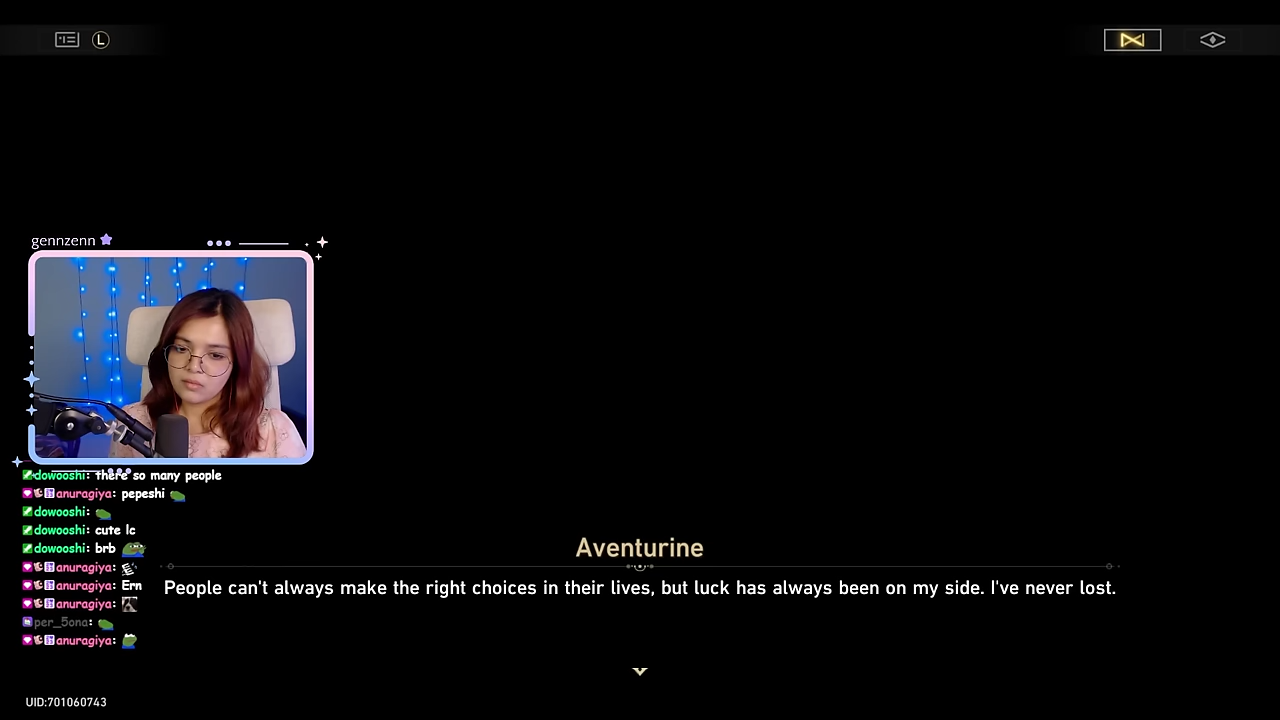 L
gennzenn
dowooshi: there so many people
anuragiya: pepeshi
dowooshi:
dowooshi: cute lc
dowooshi: brb
anuragiya:
anuragiya: Ern
anuragiya:
per_5ona:
anuragiya:
Aventurine
People can't always make the right choices in their lives, but luck has always been on my side. I've never lost.
UID:701060743